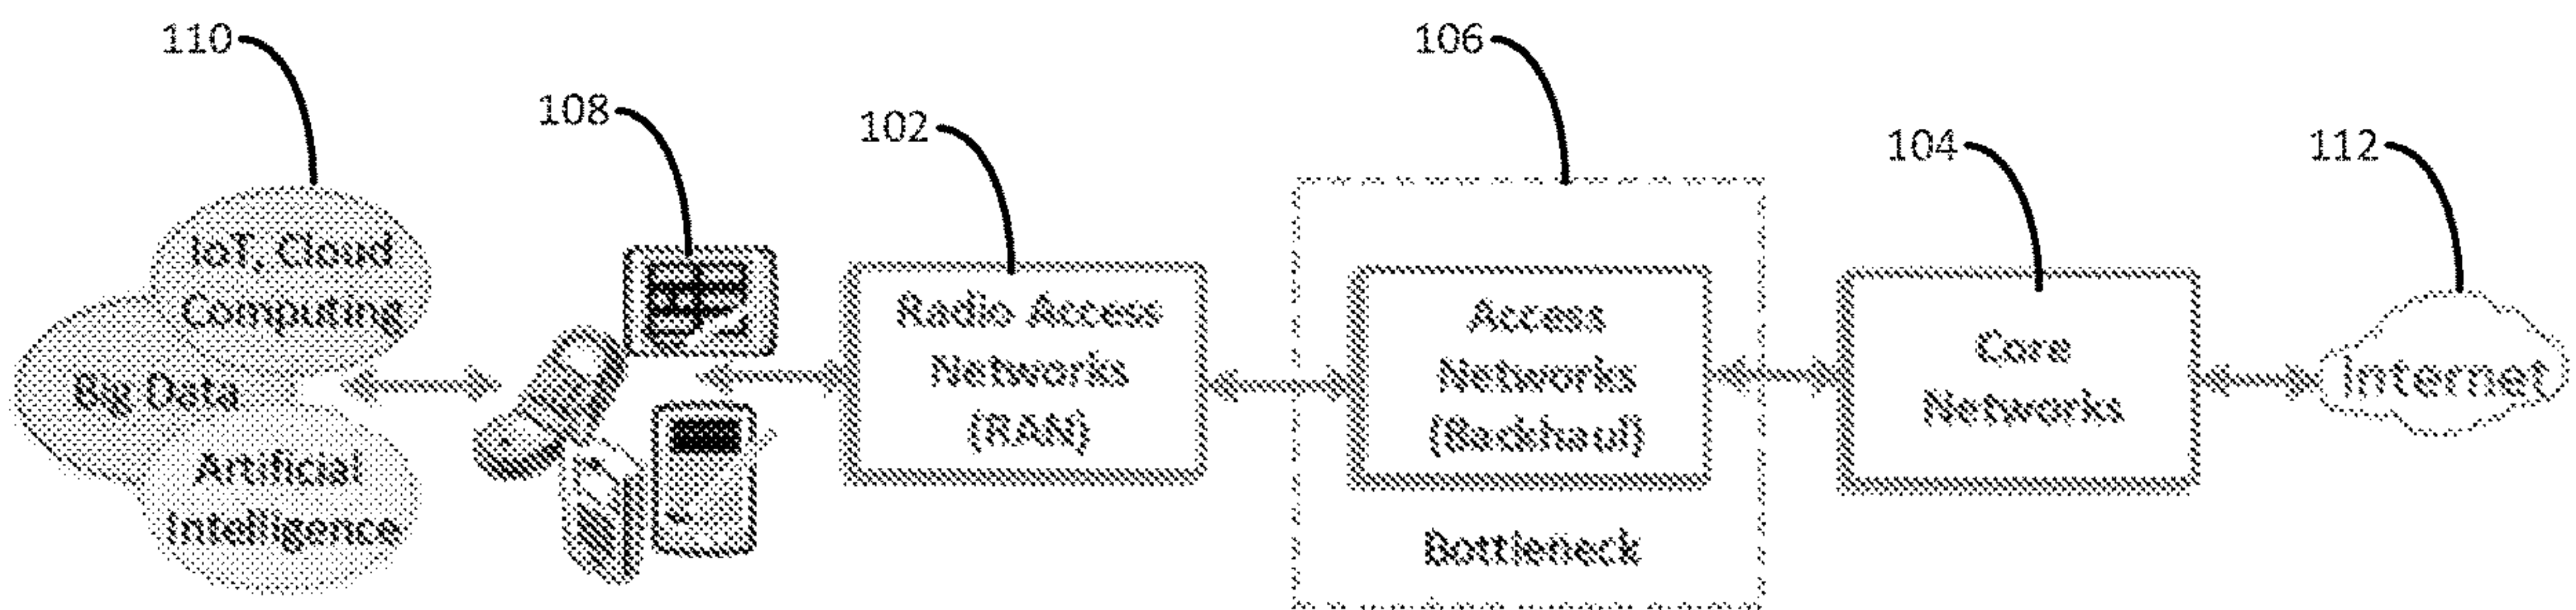 110
108
102
106
104
112
IoT, Cloud
Computing
Big Data
Artificial
Intelligence
Radio Access
Networks
(RAN)
Access
Networks
(Backhaul)
Bottleneck
Core
Networks
Internet